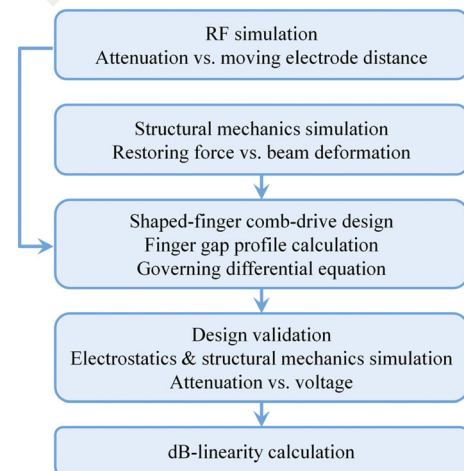 RF simulation
Attenuation vs. moving electrode distance
Structural mechanics simulation
Restoring force vs. beam deformation
Shaped-finger comb-drive design
Finger gap profile calculation
Governing differential equation
Design validation
Electrostatics & structural mechanics simulation
Attenuation vs. voltage
dB-linearity calculation